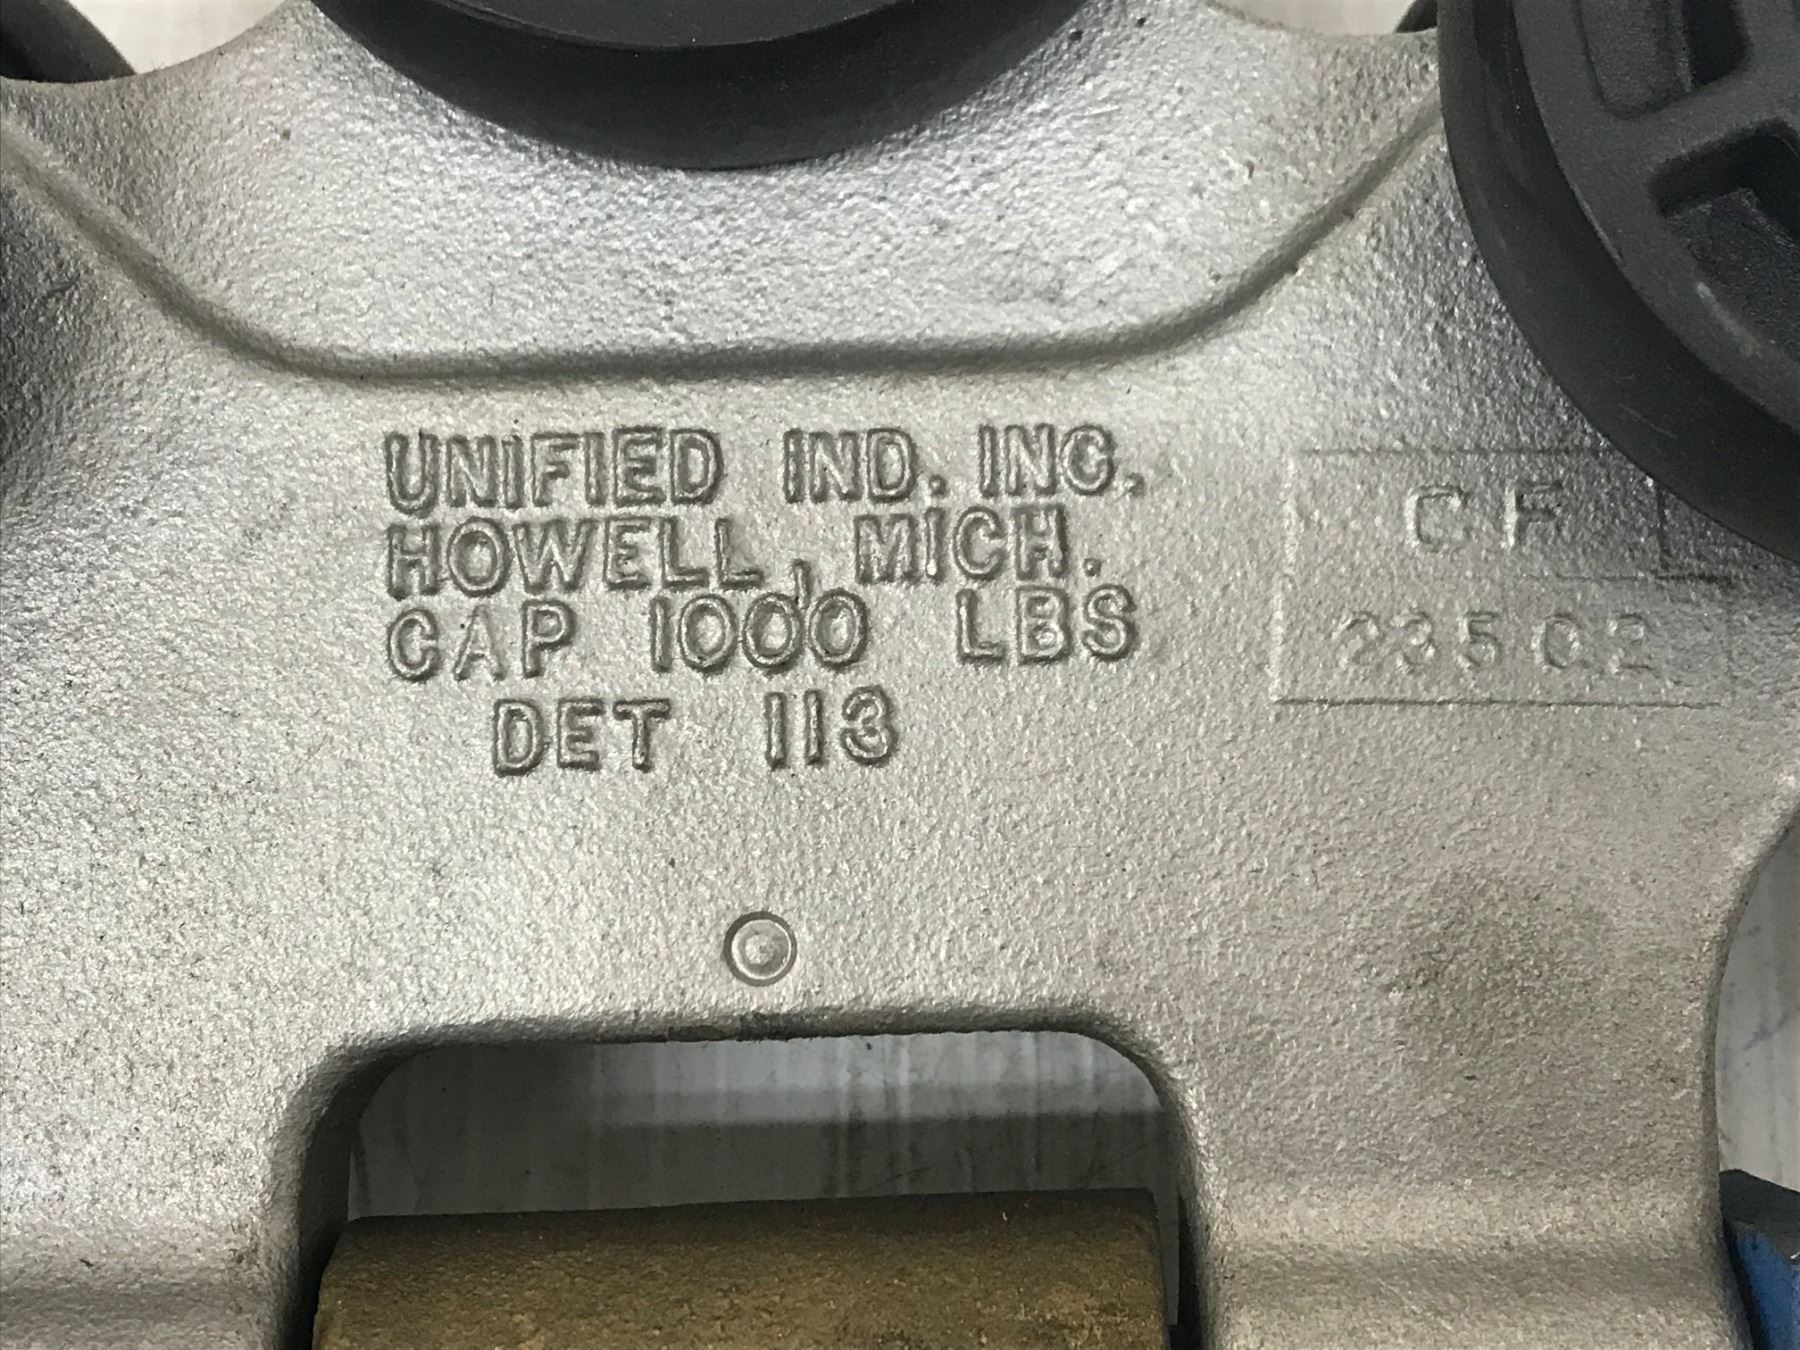 UNIFIED IND. INC.
HOWELL, MICH.
CAP 1000 LBS
DET 113
CF
23502